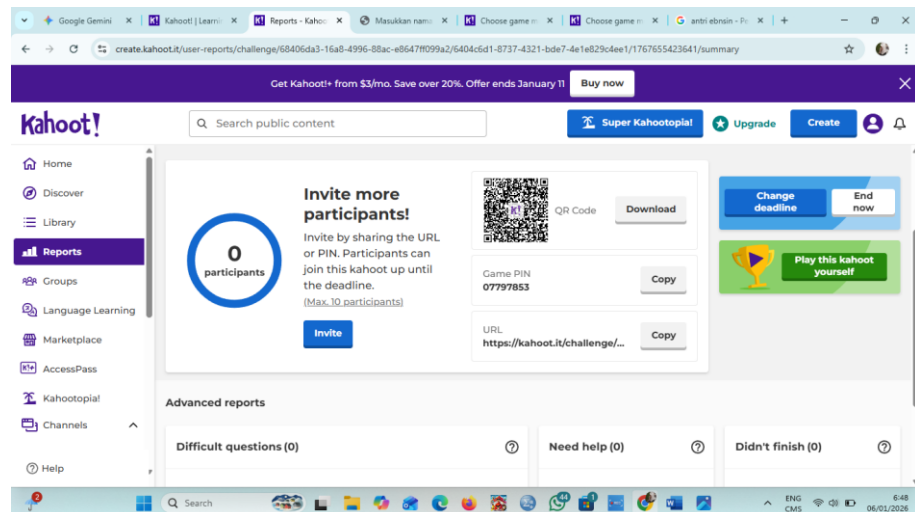 Google Gemini
Kahoot! | Learnin
Reports - Kahoo
Masukkan nama
Choose game m
Choose game m
antri ebnsin - Pe
create.kahoot.it/user-reports/challenge/68406da3-16a8-4996-88ac-e8647ff099a2/6404c6d1-8737-4321-bde7-4e1e829c4ee1/1767655423641/summary
Get Kahoot!+ from $3/mo. Save over 20%. Offer ends January 11
Buy now
Kahoot!
Search public content
Super Kahootopia!
Upgrade
Create
Home
Discover
Library
Reports
Groups
Language Learning
Marketplace
AccessPass
Kahootopia!
Channels
Help
0
participants
Invite more
participants!
Invite by sharing the URL
or PIN. Participants can
join this kahoot up until
the deadline.
(Max. 10 participants)
Invite
K!
QR Code
Download
Game PIN
07797853
Copy
URL
https://kahoot.it/challenge/...
Copy
Change
deadline
End
now
Play this kahoot
yourself
Advanced reports
Difficult questions (0)
Need help (0)
Didn't finish (0)
Search
ENG
CMS
6:48
06/01/2026